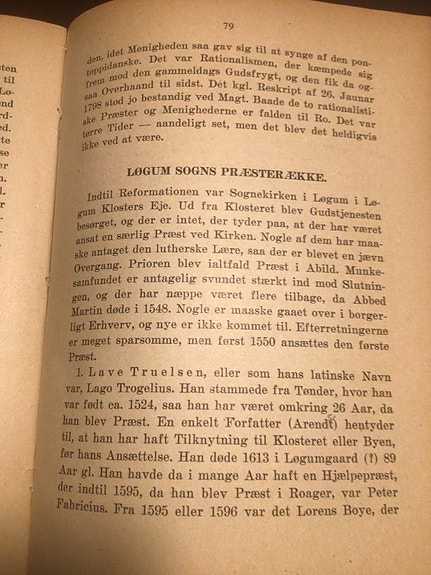 79
den, idet Menigheden saa gav sig til at synge af den pon-
toppidanske. Det var Rationalismen, der kæmpede sig
frem mod den gammeldags Gudsfrygt, og den fik da og-
saa Overhaand til sidst. Det kgl. Reskript af 26. Januar
1798 stod jo bestandig ved Magt. Baade de to rationalisti-
ske Præster og Menighederne er falden til Ro. Det var
tørre Tider — aandeligt set, men det blev det heldigvis
ikke ved at være.
LØGUM SOGNS PRÆSTERÆKKE.
Indtil Reformationen var Sognekirken i Løgum i Lø-
gum Klosters Eje. Ud fra Klosteret blev Gudstjenesten
besørget, og der er intet, der tyder paa, at der har været
ansat en særlig Præst ved Kirken. Nogle af dem har maa-
ske antaget den lutherske Lære, saa der er blevet en jævn
Overgang. Prioren blev ialtfald Præst i Abild. Munke-
samfundet er antagelig svundet stærkt ind mod Slutnin-
gen, og der har næppe været flere tilbage, da Abbed
Martin døde i 1548. Nogle er maaske gaaet over i borger-
ligt Erhverv, og nye er ikke kommet til. Efterretningerne
er meget sparsomme, men først 1550 ansættes den første
Præst.
1. Lave Truelsen, eller som hans latinske Navn
var, Lago Trogelius. Han stammede fra Tønder, hvor han
var født ca. 1524, saa han har været omkring 26 Aar, da
han blev Præst. En enkelt Forfatter (Arendt) hentyder
til, at han har haft Tilknytning til Klosteret eller Byen,
før hans Ansættelse. Han døde 1613 i Løgumgaard (?) 89
Aar gl. Han havde da i mange Aar haft en Hjælpepræst,
der indtil 1595, da han blev Præst i Roager, var Peter
Fabricius. Fra 1595 eller 1596 var det Lorens Boye, der